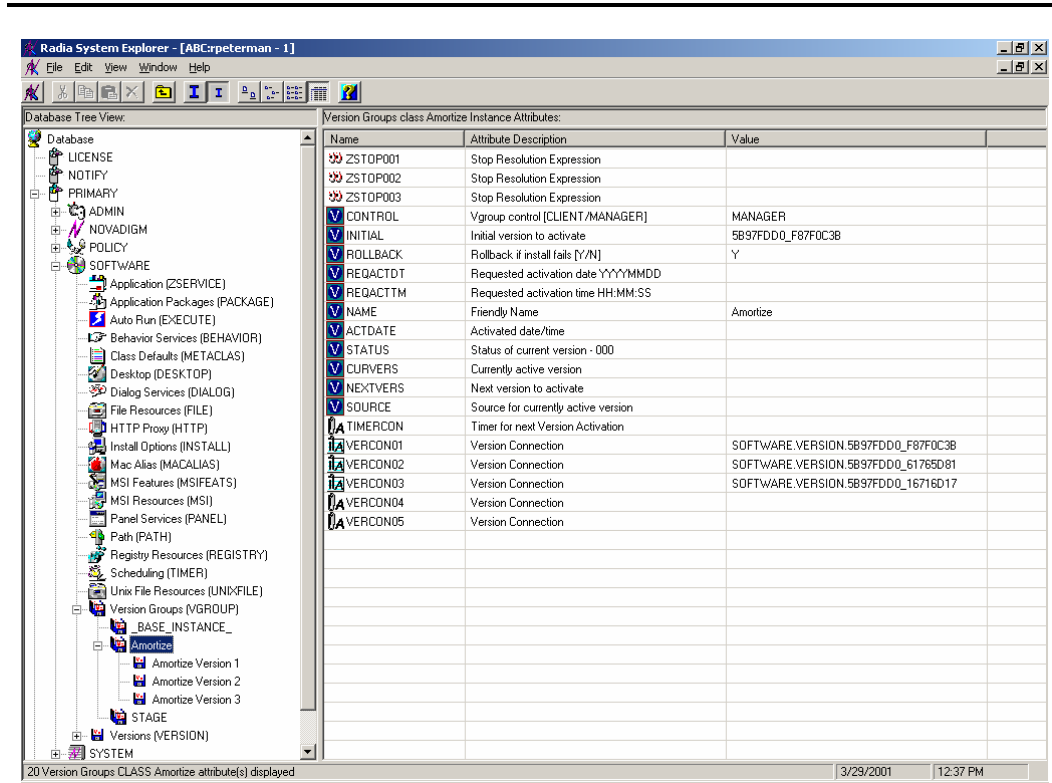 Radia System Explorer - [ABC:rpeterman - 1]
File Edit View Window Help
Database Tree View:
Version Groups class Amortize Instance Attributes:
Database
LICENSE
NOTIFY
PRIMARY
ADMIN
NOVADIGM
POLICY
SOFTWARE
Application (ZSERVICE)
Application Packages (PACKAGE)
Auto Run (EXECUTE)
Behavior Services (BEHAVIOR)
Class Defaults (METACLAS)
Desktop (DESKTOP)
Dialog Services (DIALOG)
File Resources (FILE)
HTTP Proxy (HTTP)
Install Options (INSTALL)
Mac Alias (MACALIAS)
MSI Features (MSIFEATS)
MSI Resources (MSI)
Panel Services (PANEL)
Path (PATH)
Registry Resources (REGISTRY)
Scheduling (TIMER)
Unix File Resources (UNIXFILE)
Version Groups (VGROUP)
_BASE_INSTANCE_
Amortize
Amortize Version 1
Amortize Version 2
Amortize Version 3
STAGE
Versions (VERSION)
SYSTEM
Name Attribute Description Value
ZSTOP001 Stop Resolution Expression
ZSTOP002 Stop Resolution Expression
ZSTOP003 Stop Resolution Expression
CONTROL Vgroup control [CLIENT/MANAGER] MANAGER
INITIAL Initial version to activate 5B97FDD0_F87F0C3B
ROLLBACK Rollback if install fails [Y/N] Y
REQACTDT Requested activation date YYYYMMDD
REQACTTM Requested activation time HH:MM:SS
NAME Friendly Name Amortize
ACTDATE Activated date/time
STATUS Status of current version - 000
CURVERS Currently active version
NEXTVERS Next version to activate
SOURCE Source for currently active version
TIMERCON Timer for next Version Activation
VERCON01 Version Connection SOFTWARE.VERSION.5B97FDD0_F87F0C3B
VERCON02 Version Connection SOFTWARE.VERSION.5B97FDD0_61765D81
VERCON03 Version Connection SOFTWARE.VERSION.5B97FDD0_16716D17
VERCON04 Version Connection
VERCON05 Version Connection
20 Version Groups CLASS Amortize attribute(s) displayed 3/29/2001 12:37 PM